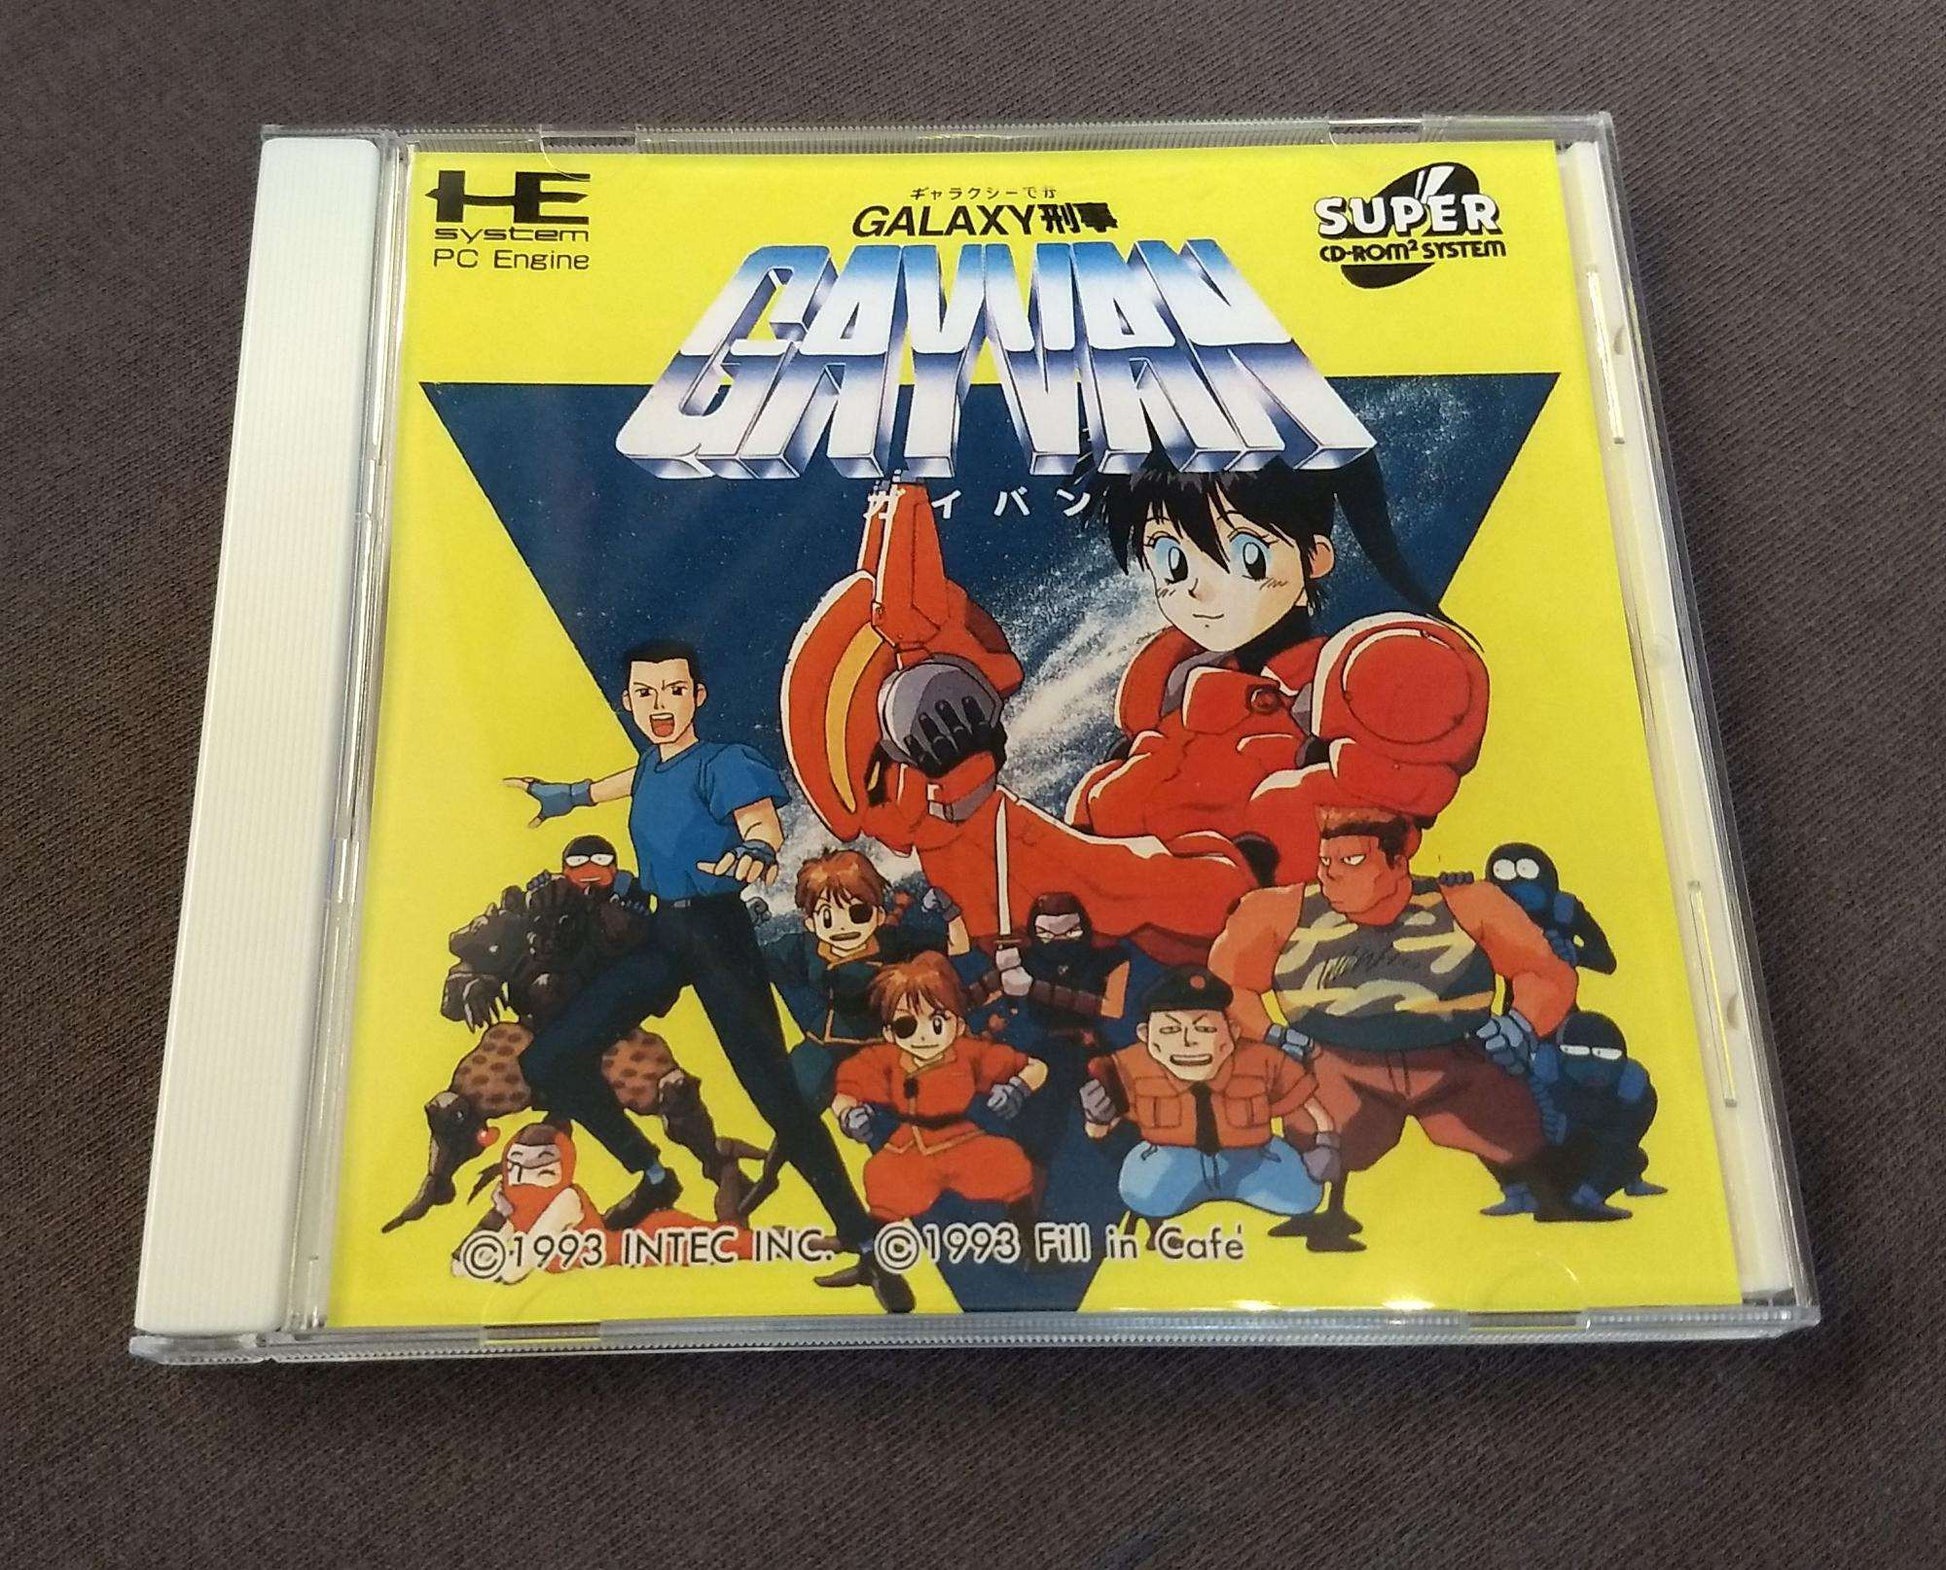 HE
system
PC Engine
ギャラクシーでか
GALAXY刑事
GAYVAN
ガイバン
SUPER
CD-ROM² SYSTEM
©1993 INTEC INC. ©1993 Fill in Café